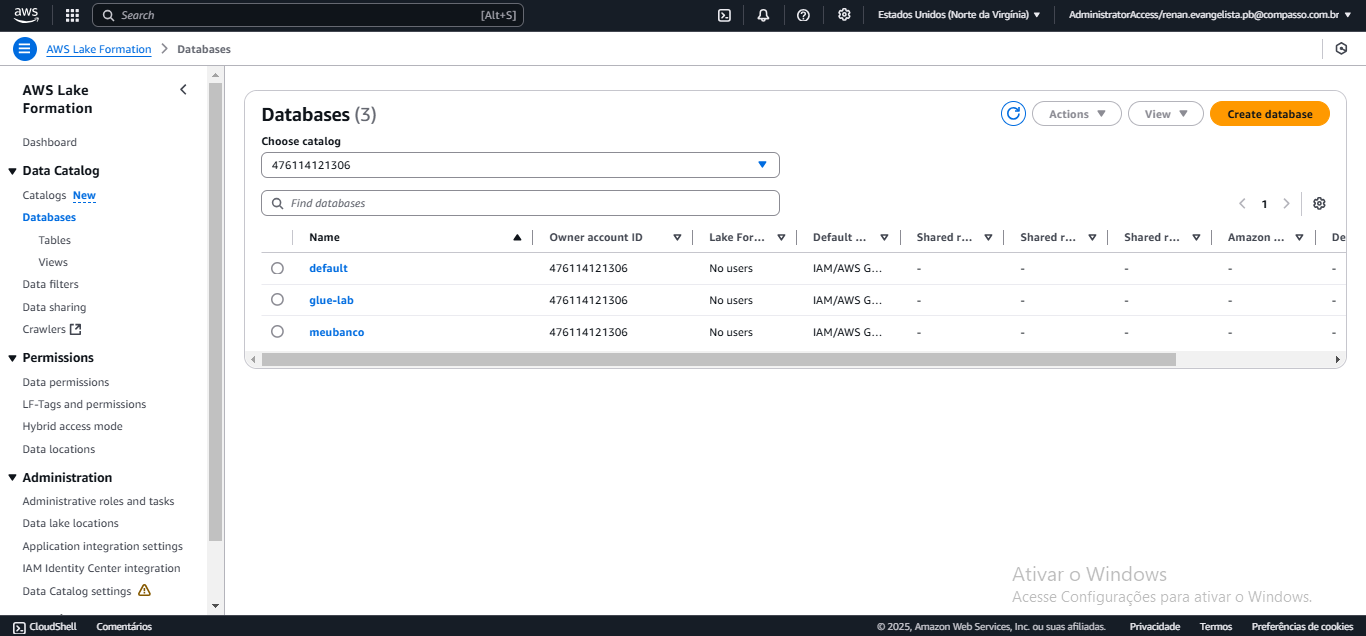 aws
Search [Alt+S]
Estados Unidos (Norte da Virgínia)
AdministratorAccess/renan.evangelista.pb@compasso.com.br
AWS Lake Formation > Databases
AWS Lake
Formation
Dashboard
Data Catalog
Catalogs New
Databases
Tables
Views
Data filters
Data sharing
Crawlers
Permissions
Data permissions
LF-Tags and permissions
Hybrid access mode
Data locations
Administration
Administrative roles and tasks
Data lake locations
Application integration settings
IAM Identity Center integration
Data Catalog settings
Databases (3)
Actions
View
Create database
Choose catalog
476114121306
Find databases
1
Name Owner account ID Lake For... Default ... Shared r... Shared r... Shared r... Amazon ... De
default 476114121306 No users IAM/AWS G... - - - - -
glue-lab 476114121306 No users IAM/AWS G... - - - - -
meubanco 476114121306 No users IAM/AWS G... - - - - -
Ativar o Windows
Acesse Configurações para ativar o Windows.
CloudShell Comentários
© 2025, Amazon Web Services, Inc. ou suas afiliadas. Privacidade Termos Preferências de cookies